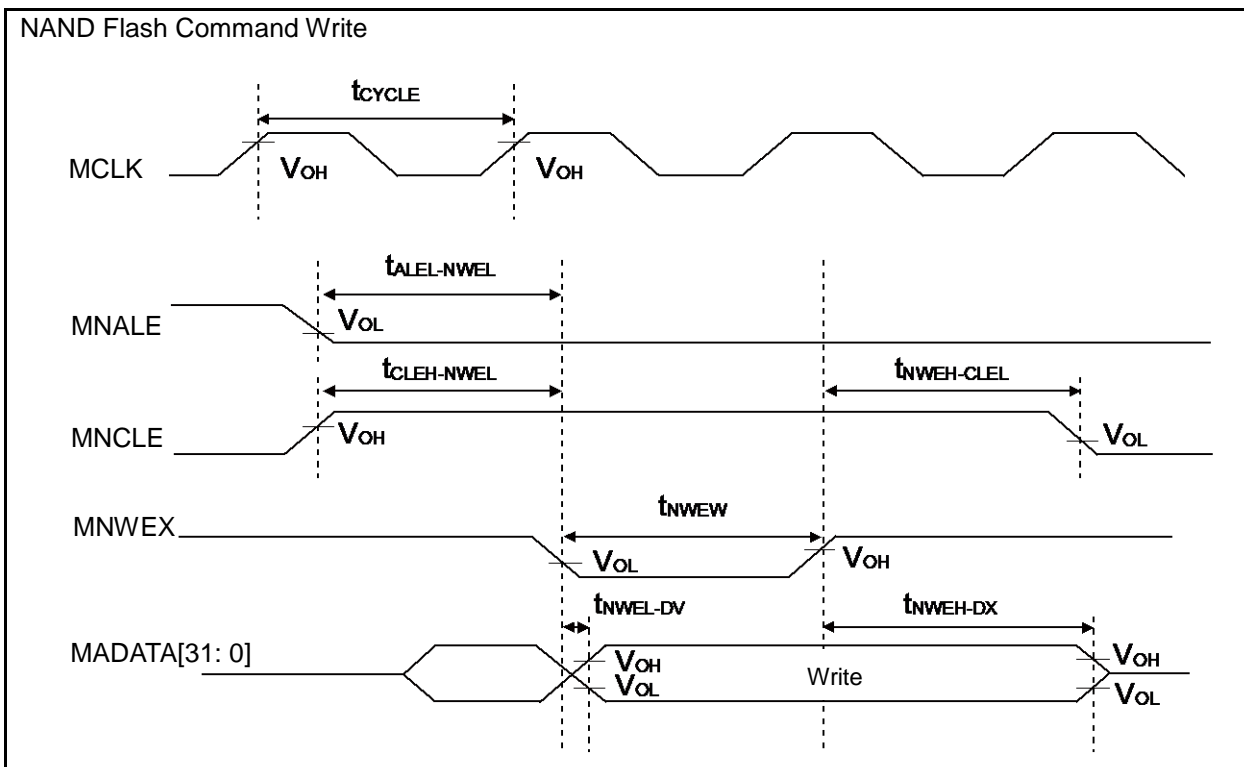 NAND Flash Command Write
tCYCLE
MCLK
VOH
VOH
tALEL-NWEL
MNALE
VOL
tCLEH-NWEL
tNWEH-CLEL
MNCLE
VOH
VOL
MNWEX
tNWEW
VOL
VOH
tNWEL-DV
tNWEH-DX
MADATA[31: 0]
VOH
VOL
Write
VOH
VOL